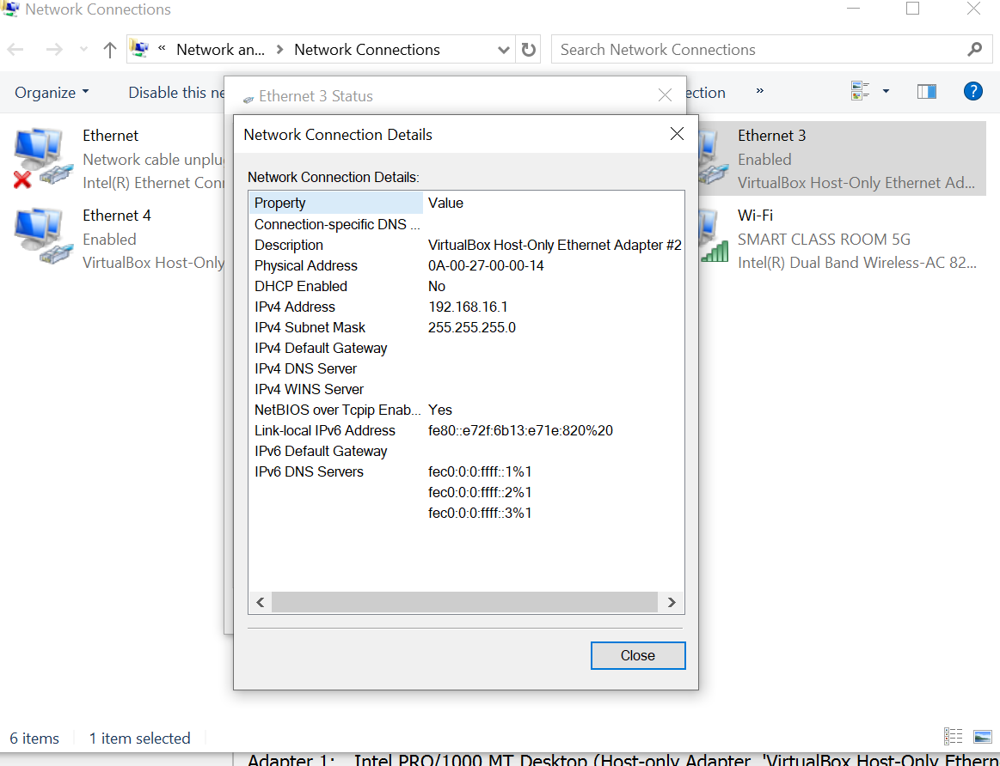 Network Connections
« Network an... > Network Connections
Search Network Connections
Organize
Disable this ne
ection »
?
Ethernet
Network cable unplu
Intel(R) Ethernet Con
Ethernet 4
Enabled
VirtualBox Host-Only
Ethernet 3
Enabled
VirtualBox Host-Only Ethernet Ad...
Wi-Fi
SMART CLASS ROOM 5G
Intel(R) Dual Band Wireless-AC 82...
Ethernet 3 Status
Network Connection Details
Network Connection Details:
Property Value
Connection-specific DNS ...
Description VirtualBox Host-Only Ethernet Adapter #2
Physical Address 0A-00-27-00-00-14
DHCP Enabled No
IPv4 Address 192.168.16.1
IPv4 Subnet Mask 255.255.255.0
IPv4 Default Gateway
IPv4 DNS Server
IPv4 WINS Server
NetBIOS over Tcpip Enab... Yes
Link-local IPv6 Address fe80::e72f:6b13:e71e:820%20
IPv6 Default Gateway
IPv6 DNS Servers fec0:0:0:ffff::1%1
fec0:0:0:ffff::2%1
fec0:0:0:ffff::3%1
Close
6 items 1 item selected
Adapter 1: Intel PRO/1000 MT Desktop (Host-only Adapter, 'VirtualBox Host-Only Ethern